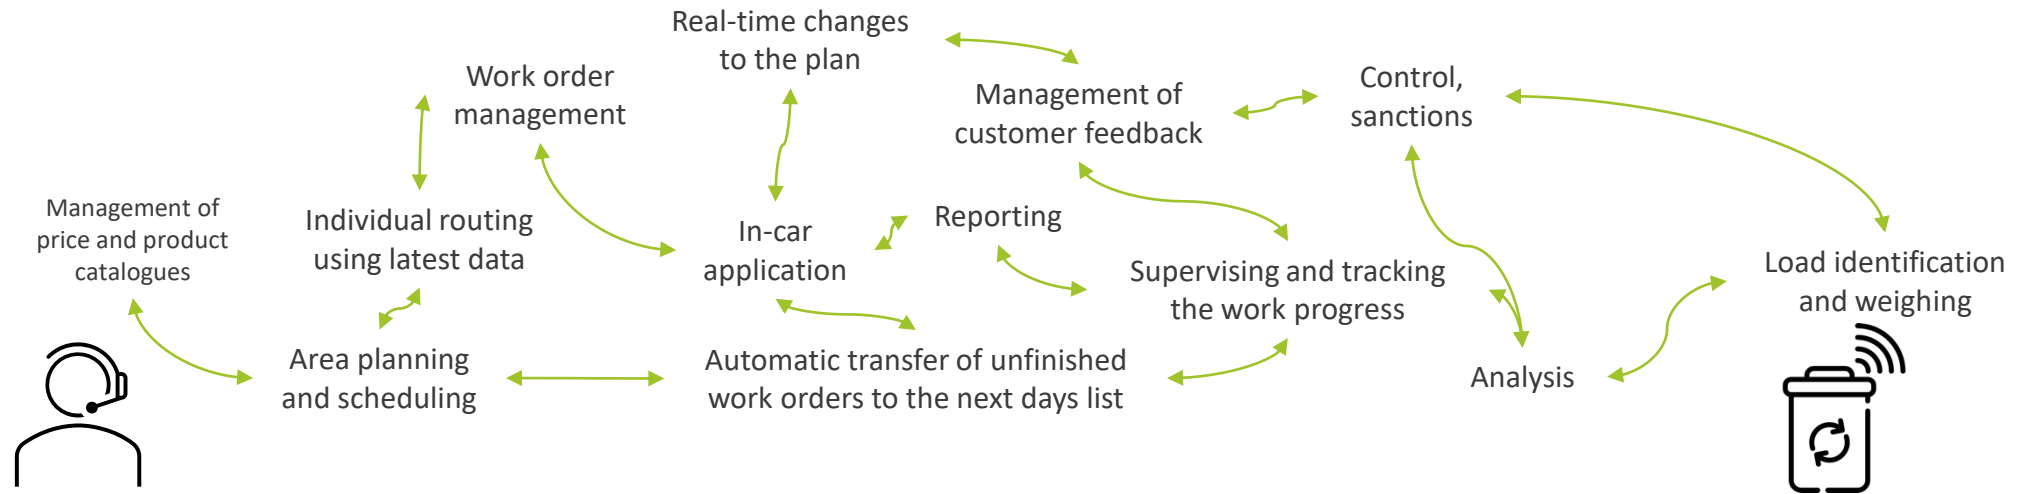 Real-time changes
to the plan
Work order
management
Management of
customer feedback
Control,
sanctions
Management of
price and product
catalogues
Individual routing
using latest data
In-car
application
Reporting
Supervising and tracking
the work progress
Load identification
and weighing
Area planning
and scheduling
Automatic transfer of unfinished
work orders to the next days list
Analysis